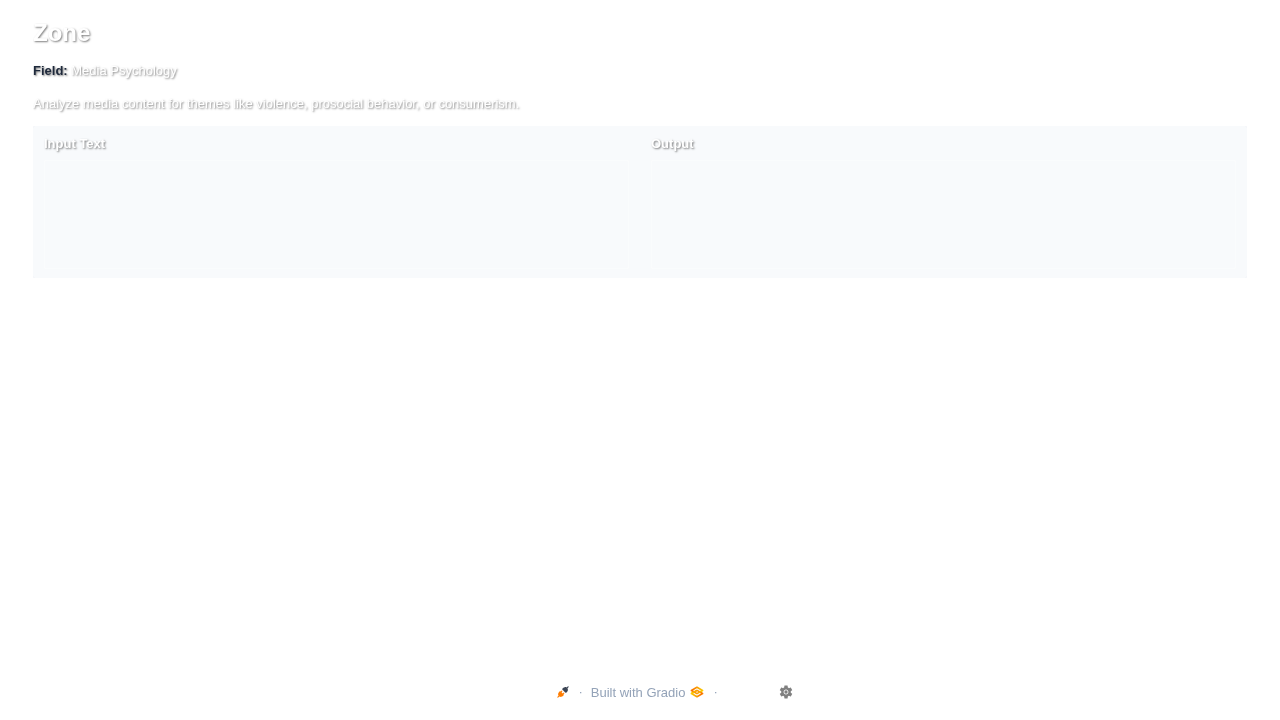 Zone
Field: Media Psychology
Analyze media content for themes like violence, prosocial behavior, or consumerism.
Input Text
Output
· Built with Gradio ·